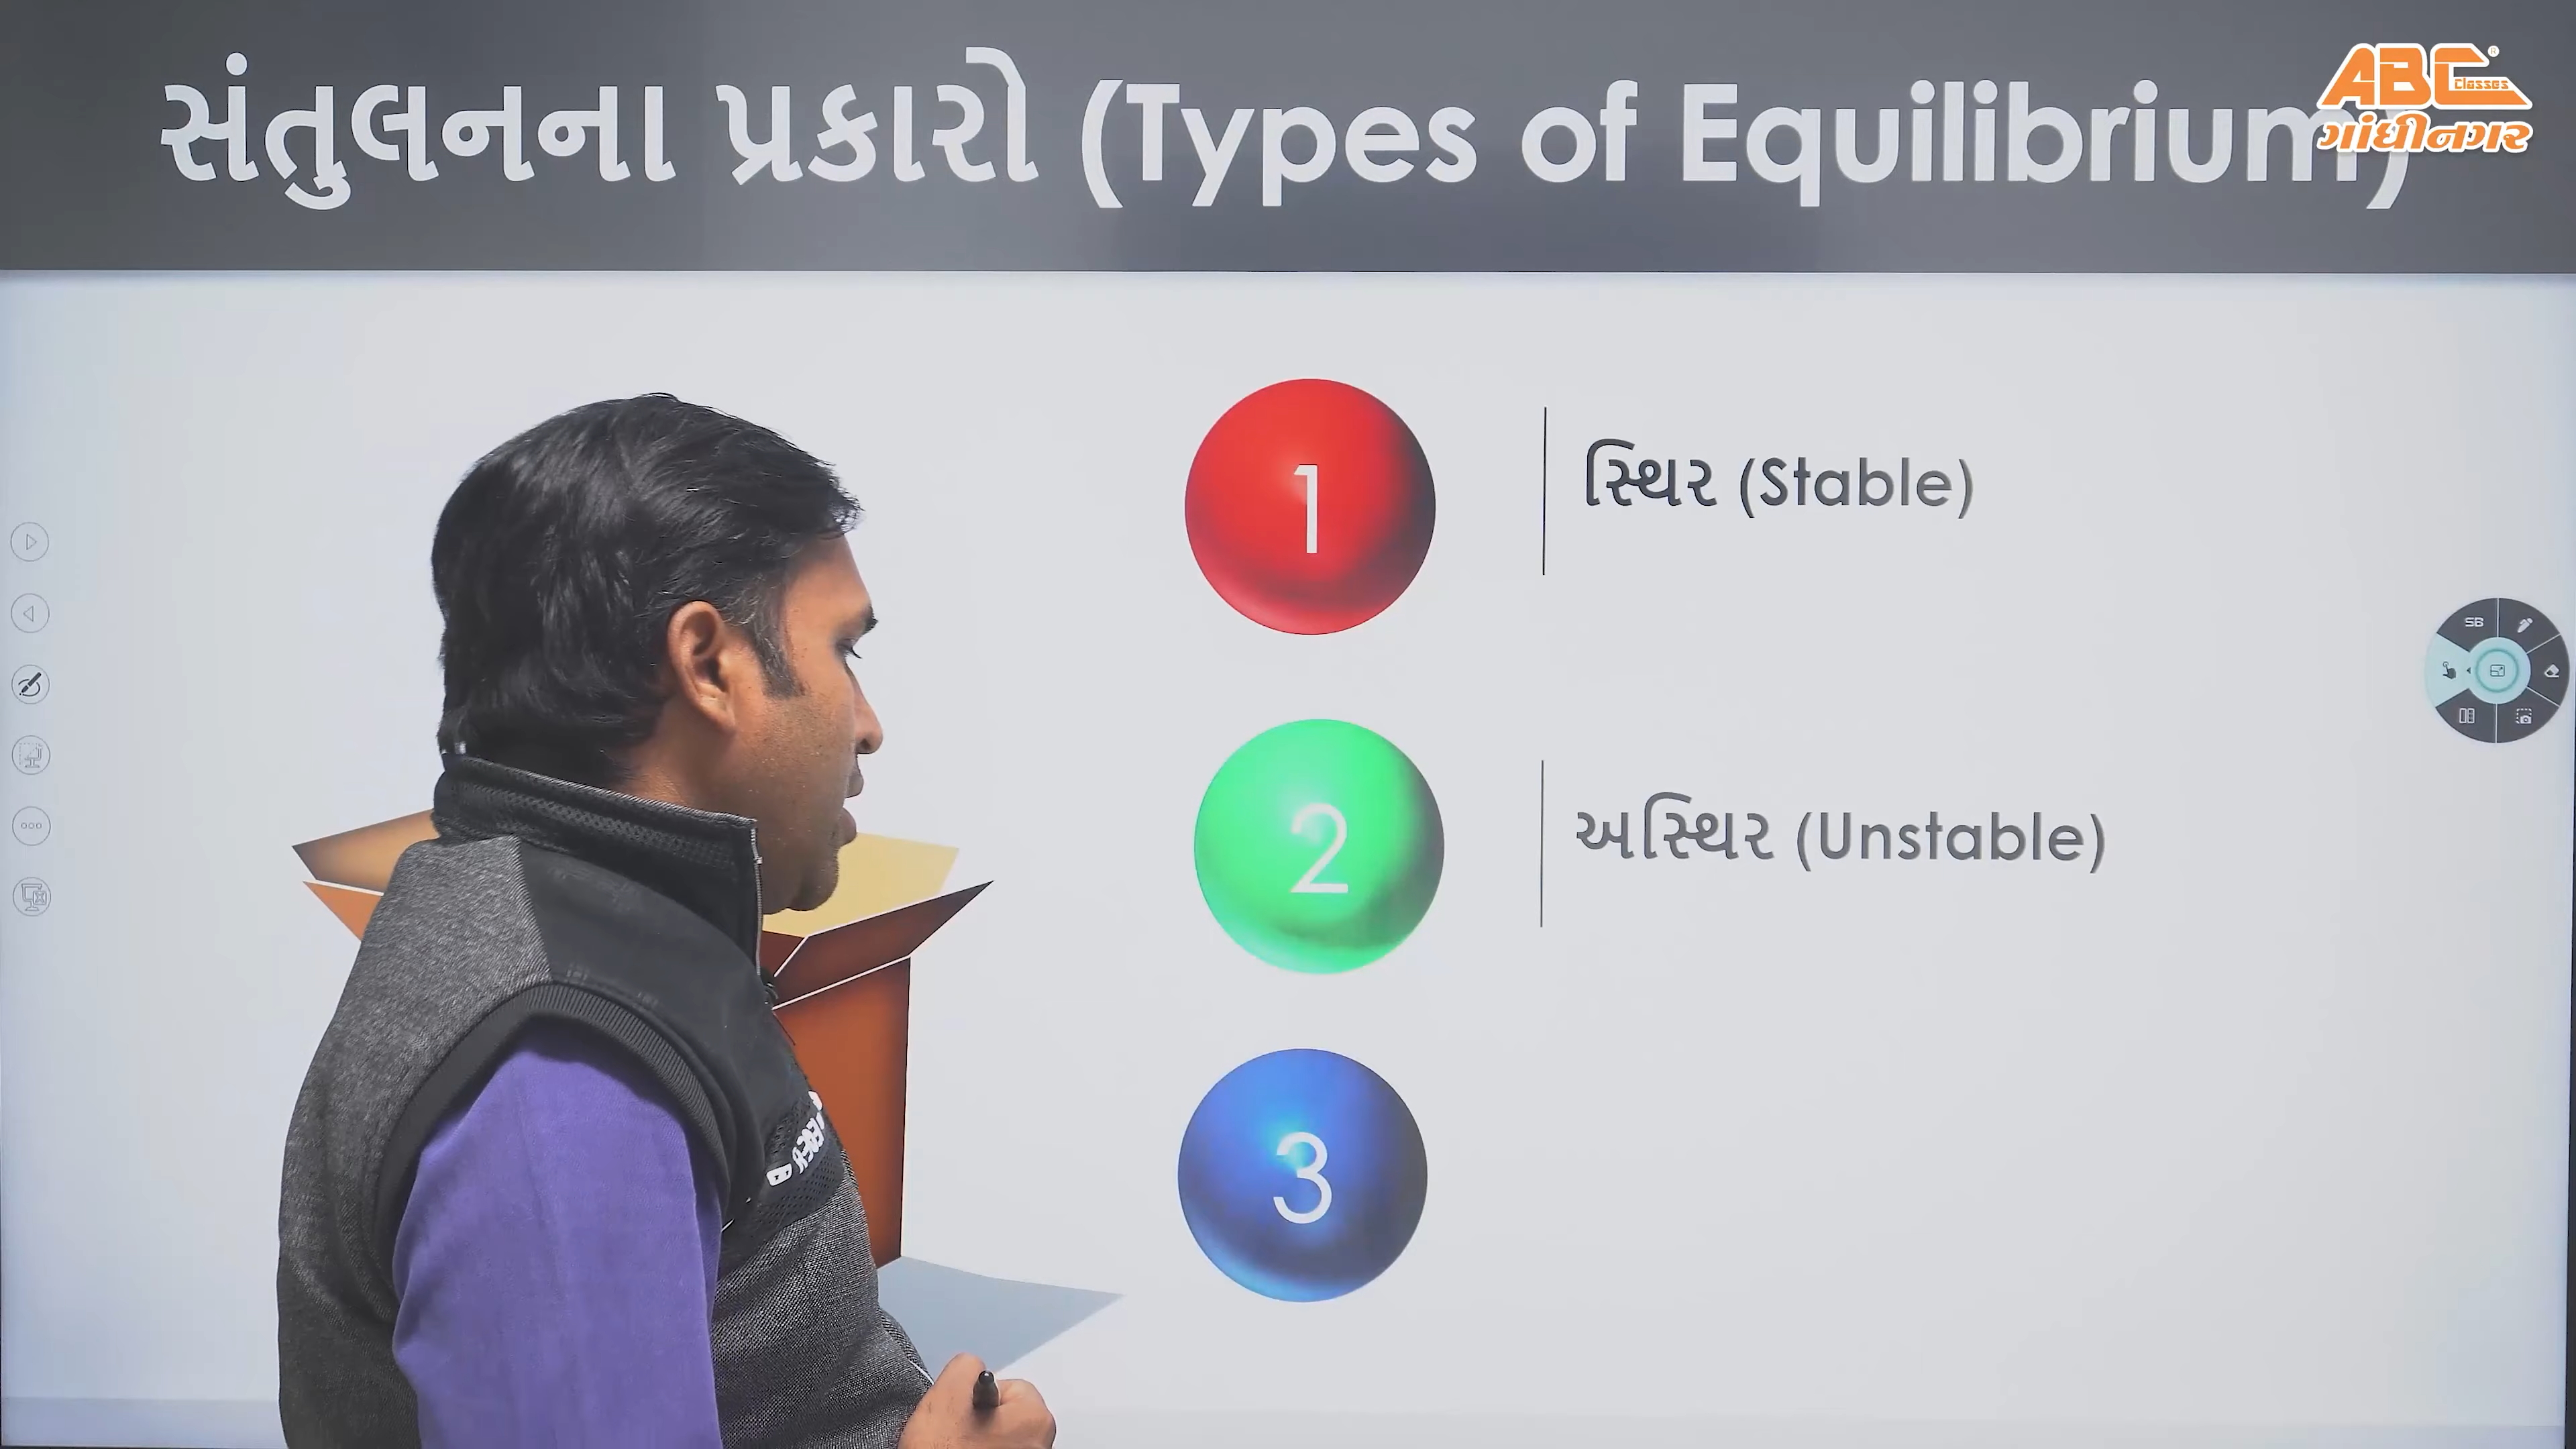 સંતુલનના પ્રકારો (Types of Equilibrium)
ABC Classes
ગાંધીનગર
1
સ્થિર (Stable)
2
અસ્થિર (Unstable)
3
SB